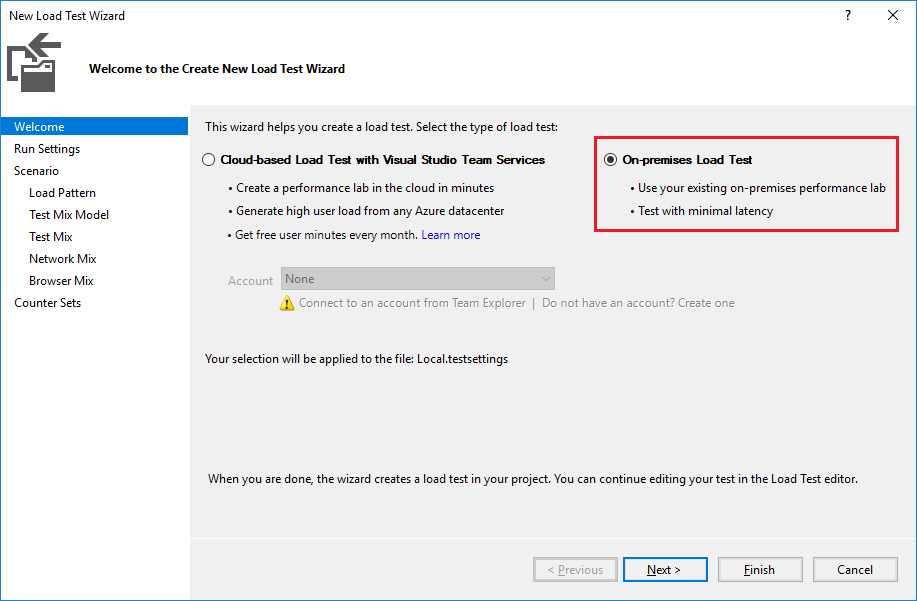 New Load Test Wizard
?
Welcome to the Create New Load Test Wizard
Welcome
Run Settings
Scenario
Load Pattern
Test Mix Model
Test Mix
Network Mix
Browser Mix
Counter Sets
This wizard helps you create a load test. Select the type of load test:
Cloud-based Load Test with Visual Studio Team Services
• Create a performance lab in the cloud in minutes
• Generate high user load from any Azure datacenter
• Get free user minutes every month. Learn more
On-premises Load Test
• Use your existing on-premises performance lab
• Test with minimal latency
Account None
Connect to an account from Team Explorer | Do not have an account? Create one
Your selection will be applied to the file: Local.testsettings
When you are done, the wizard creates a load test in your project. You can continue editing your test in the Load Test editor.
< Previous Next > Finish Cancel